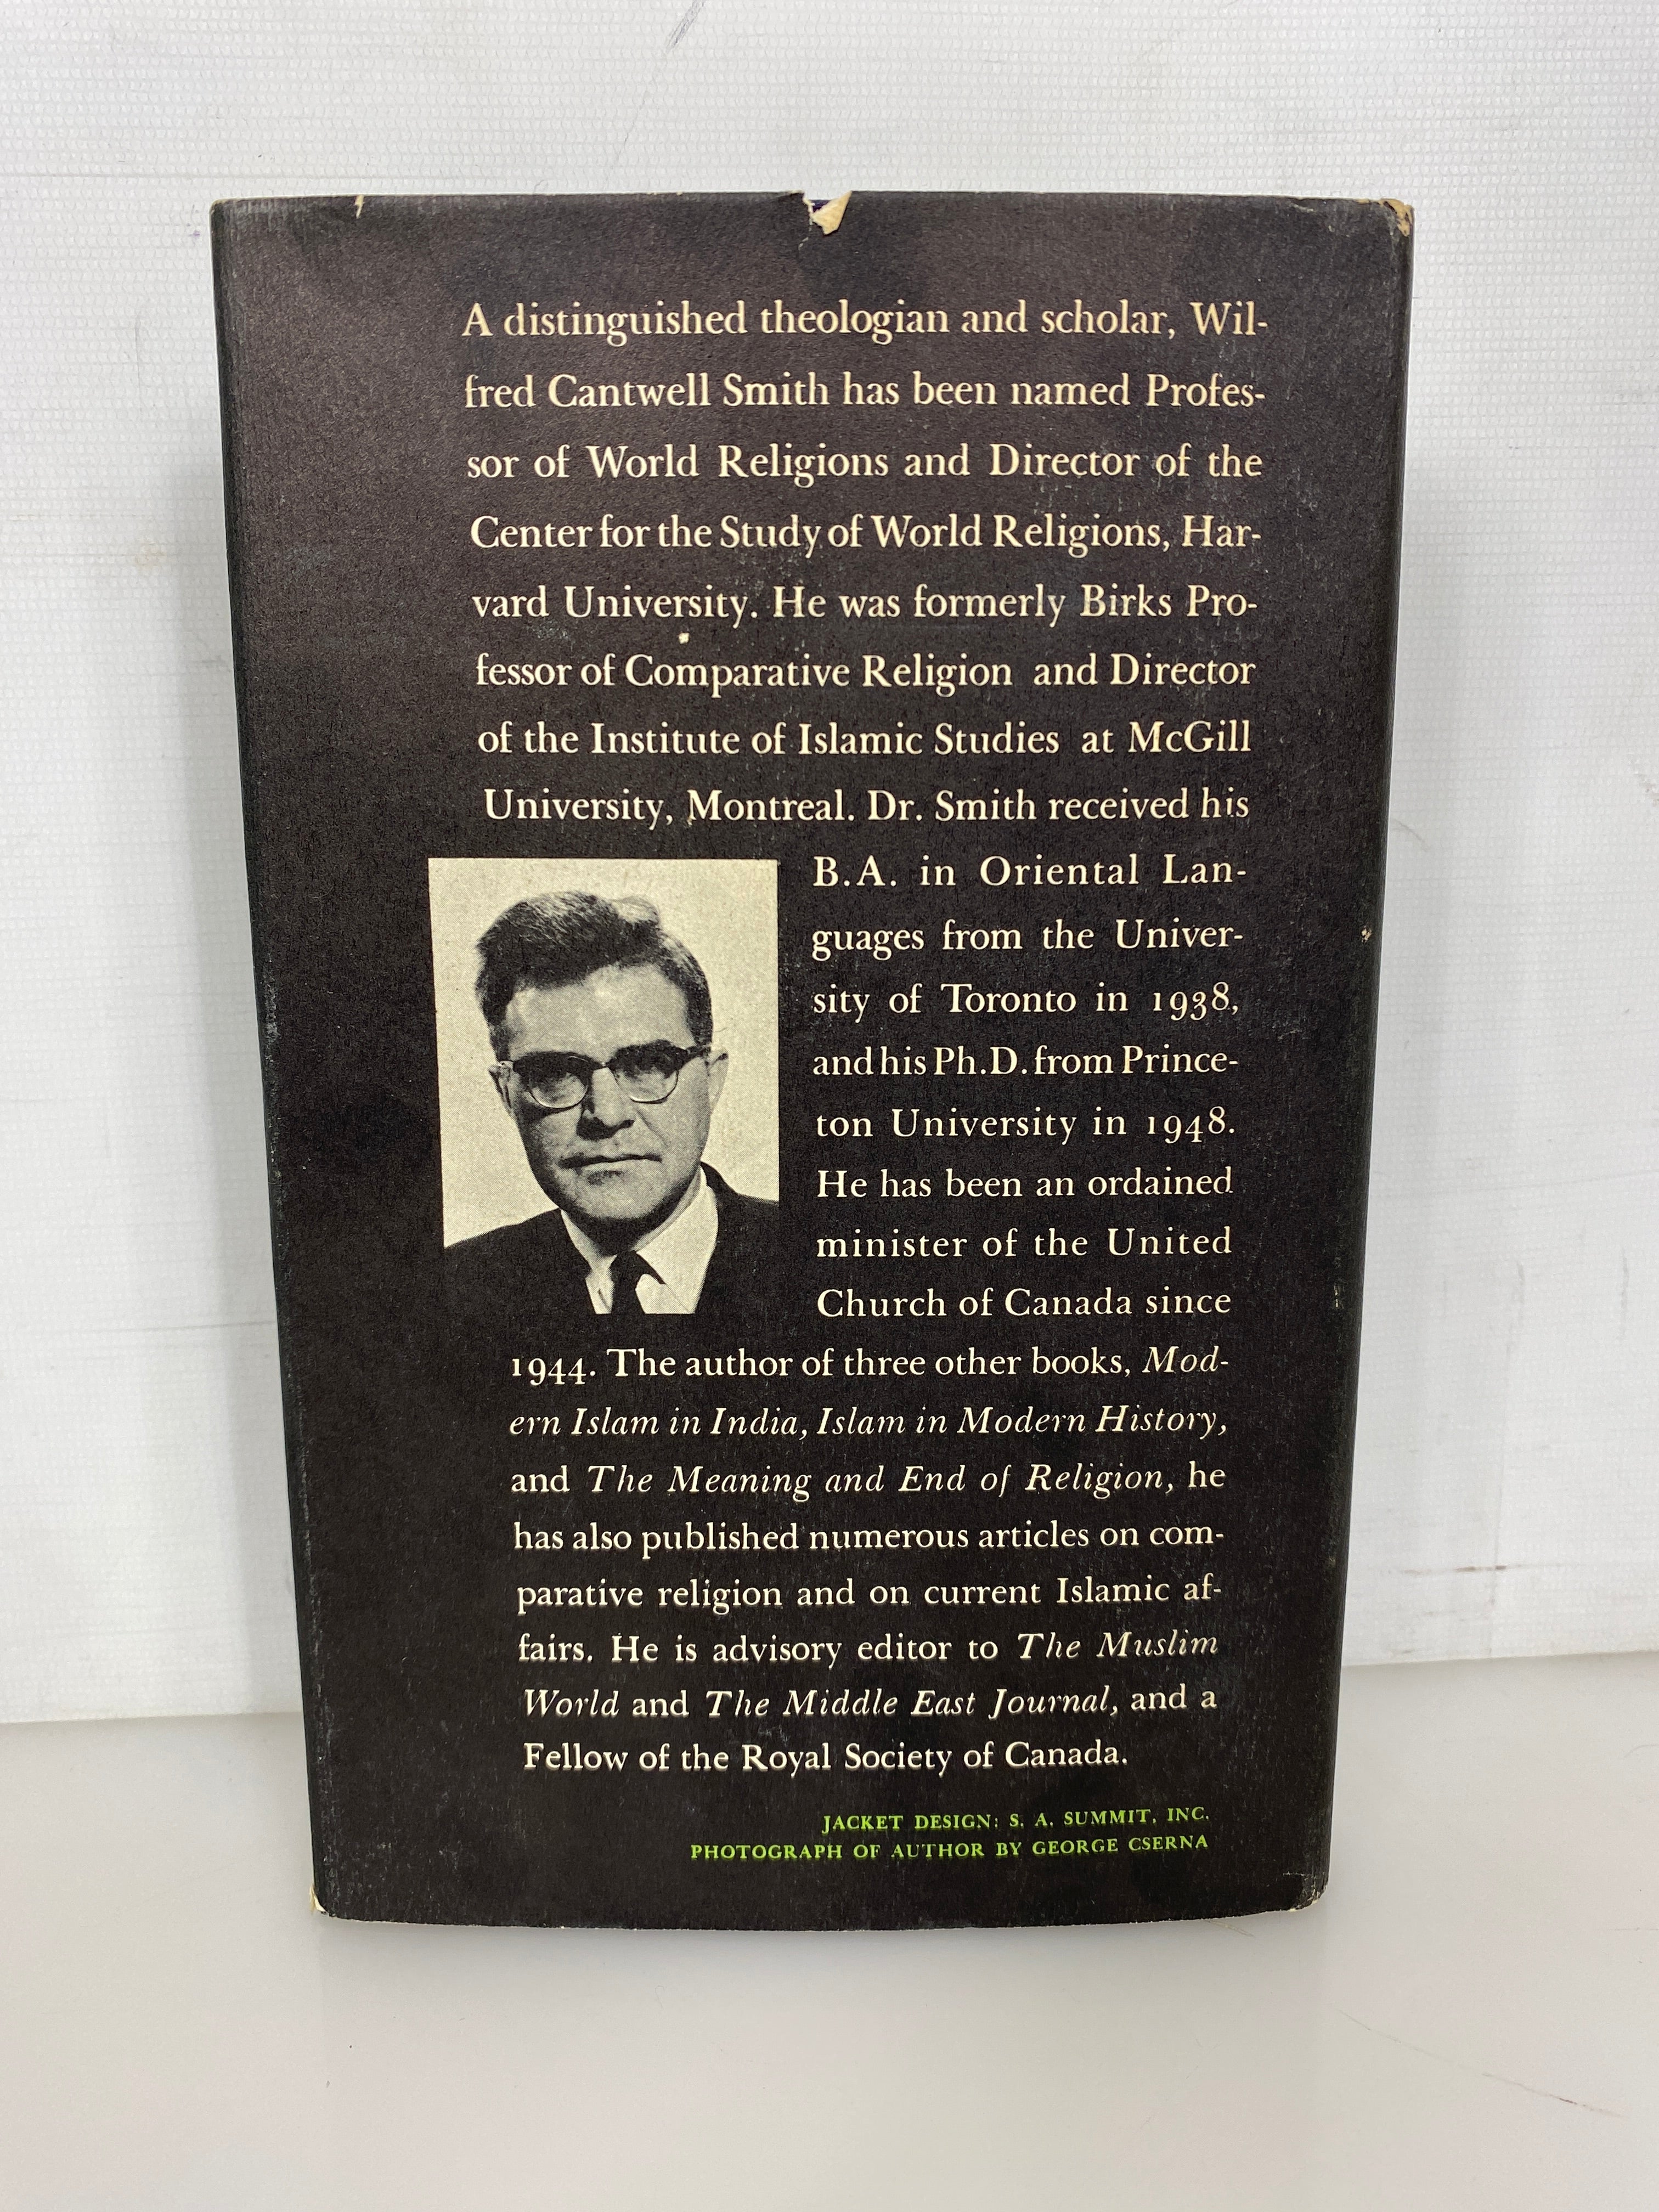 A distinguished theologian and scholar, Wil-
fred Cantwell Smith has been named Profes-
sor of World Religions and Director of the
Center for the Study of World Religions, Har-
vard University. He was formerly Birks Pro-
fessor of Comparative Religion and Director
of the Institute of Islamic Studies at McGill
University, Montreal. Dr. Smith received his
B.A. in Oriental Lan-
guages from the Univer-
sity of Toronto in 1938,
and his Ph.D. from Prince-
ton University in 1948.
He has been an ordained
minister of the United
Church of Canada since
1944. The author of three other books, Mod-
ern Islam in India, Islam in Modern History,
and The Meaning and End of Religion, he
has also published numerous articles on com-
parative religion and on current Islamic af-
fairs. He is advisory editor to The Muslim
World and The Middle East Journal, and a
Fellow of the Royal Society of Canada.
JACKET DESIGN: S. A. SUMMIT, INC.
PHOTOGRAPH OF AUTHOR BY GEORGE CSERNA